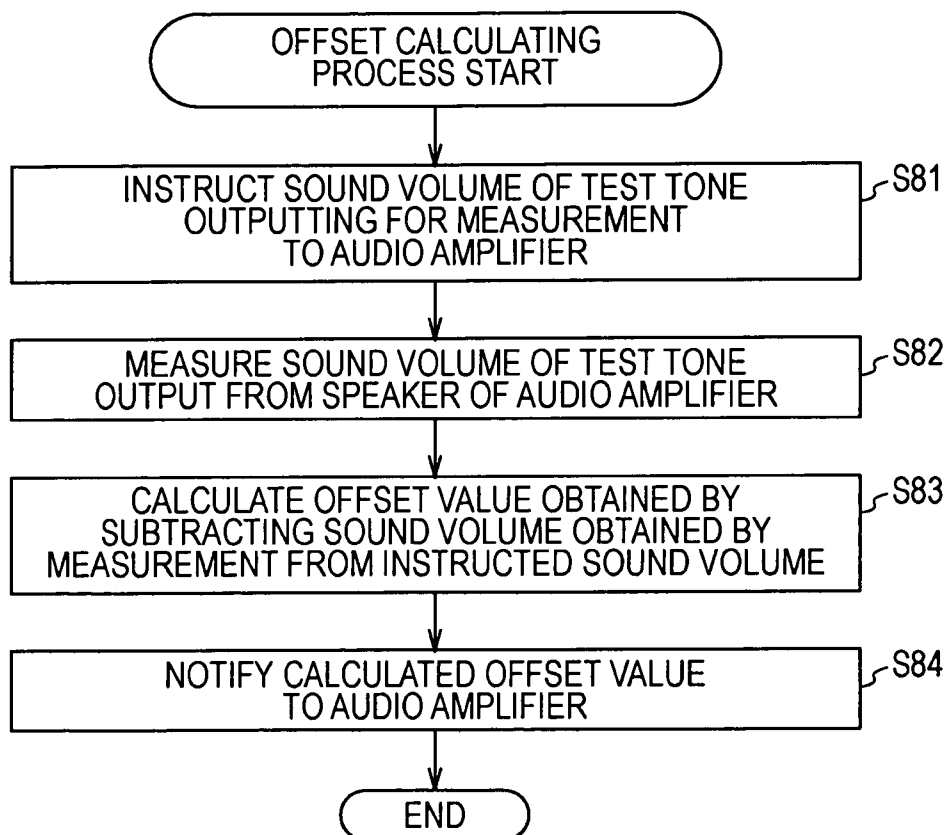 OFFSET CALCULATING
PROCESS START
INSTRUCT SOUND VOLUME OF TEST TONE
OUTPUTTING FOR MEASUREMENT
TO AUDIO AMPLIFIER
S81
MEASURE SOUND VOLUME OF TEST TONE
OUTPUT FROM SPEAKER OF AUDIO AMPLIFIER
S82
CALCULATE OFFSET VALUE OBTAINED BY
SUBTRACTING SOUND VOLUME OBTAINED BY
MEASUREMENT FROM INSTRUCTED SOUND VOLUME
S83
NOTIFY CALCULATED OFFSET VALUE
TO AUDIO AMPLIFIER
S84
END